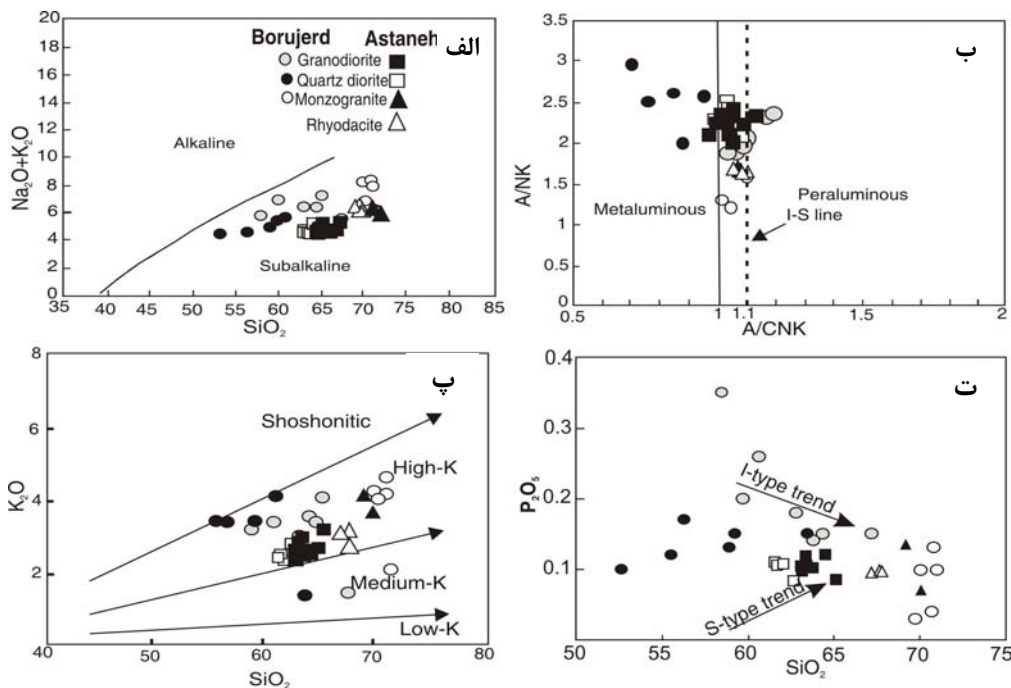 الف
Borujerd Astaneh
Granodiorite
Quartz diorite
Monzogranite
Rhyodacite
Alkaline
Subalkaline
Na₂O+K₂O
20
18
16
14
12
10
8
6
4
2
0
35 40 45 50 55 60 65 70 75 80 85
SiO₂
ب
Metaluminous
Peraluminous
I-S line
A/NK
3.5
3
2.5
2
1.5
1
0.5
0
0.5 1 1.1 1.5 2
A/CNK
پ
Shoshonitic
High-K
Medium-K
Low-K
K₂O
8
6
4
2
40 50 60 70 80
SiO₂
ت
I-type trend
S-type trend
P₂O₅
0.4
0.3
0.2
0.1
0
50 55 60 65 70 75
SiO₂